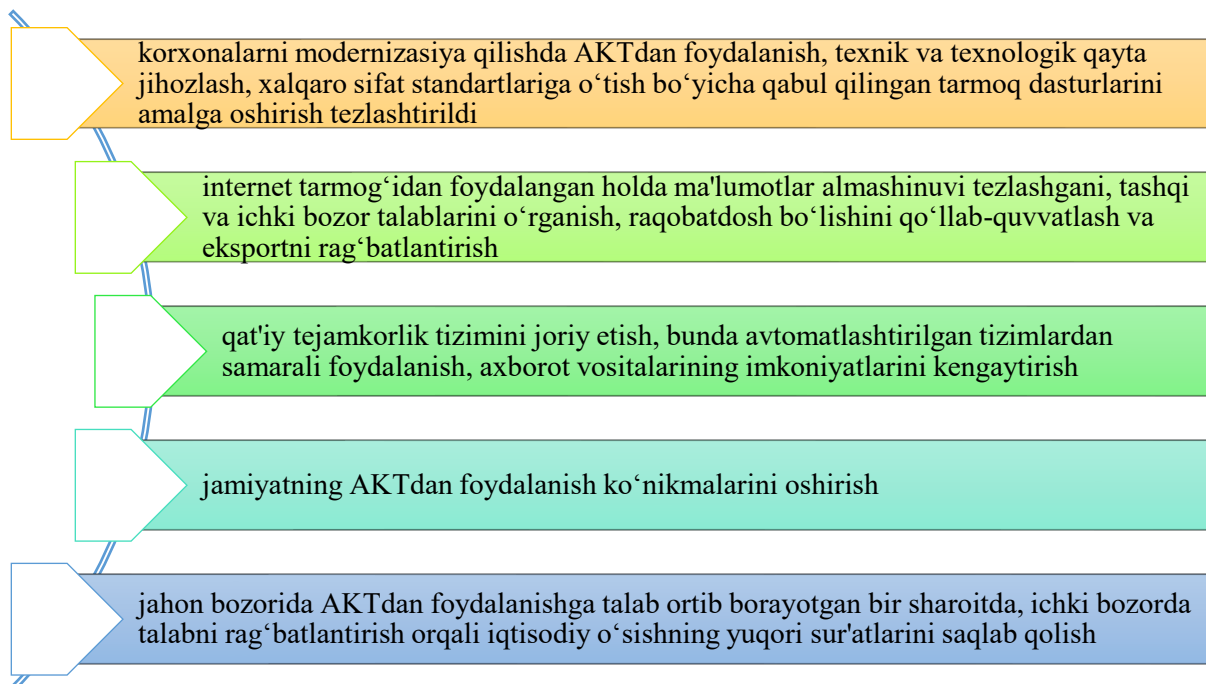 korxonalarni modernizasiya qilishda AKTdan foydalanish, texnik va texnologik qayta
jihozlash, xalqaro sifat standartlariga o‘tish bo‘yicha qabul qilingan tarmoq dasturlarini
amalga oshirish tezlashtirildi
internet tarmog‘idan foydalangan holda ma'lumotlar almashinuvi tezlashgani, tashqi
va ichki bozor talablarini o‘rganish, raqobatdosh bo‘lishini qo‘llab-quvvatlash va
eksportni rag‘batlantirish
qat'iy tejamkorlik tizimini joriy etish, bunda avtomatlashtirilgan tizimlardan
samarali foydalanish, axborot vositalarining imkoniyatlarini kengaytirish
jamiyatning AKTdan foydalanish ko‘nikmalarini oshirish
jahon bozorida AKTdan foydalanishga talab ortib borayotgan bir sharoitda, ichki bozorda
talabni rag‘batlantirish orqali iqtisodiy o‘sishning yuqori sur'atlarini saqlab qolish